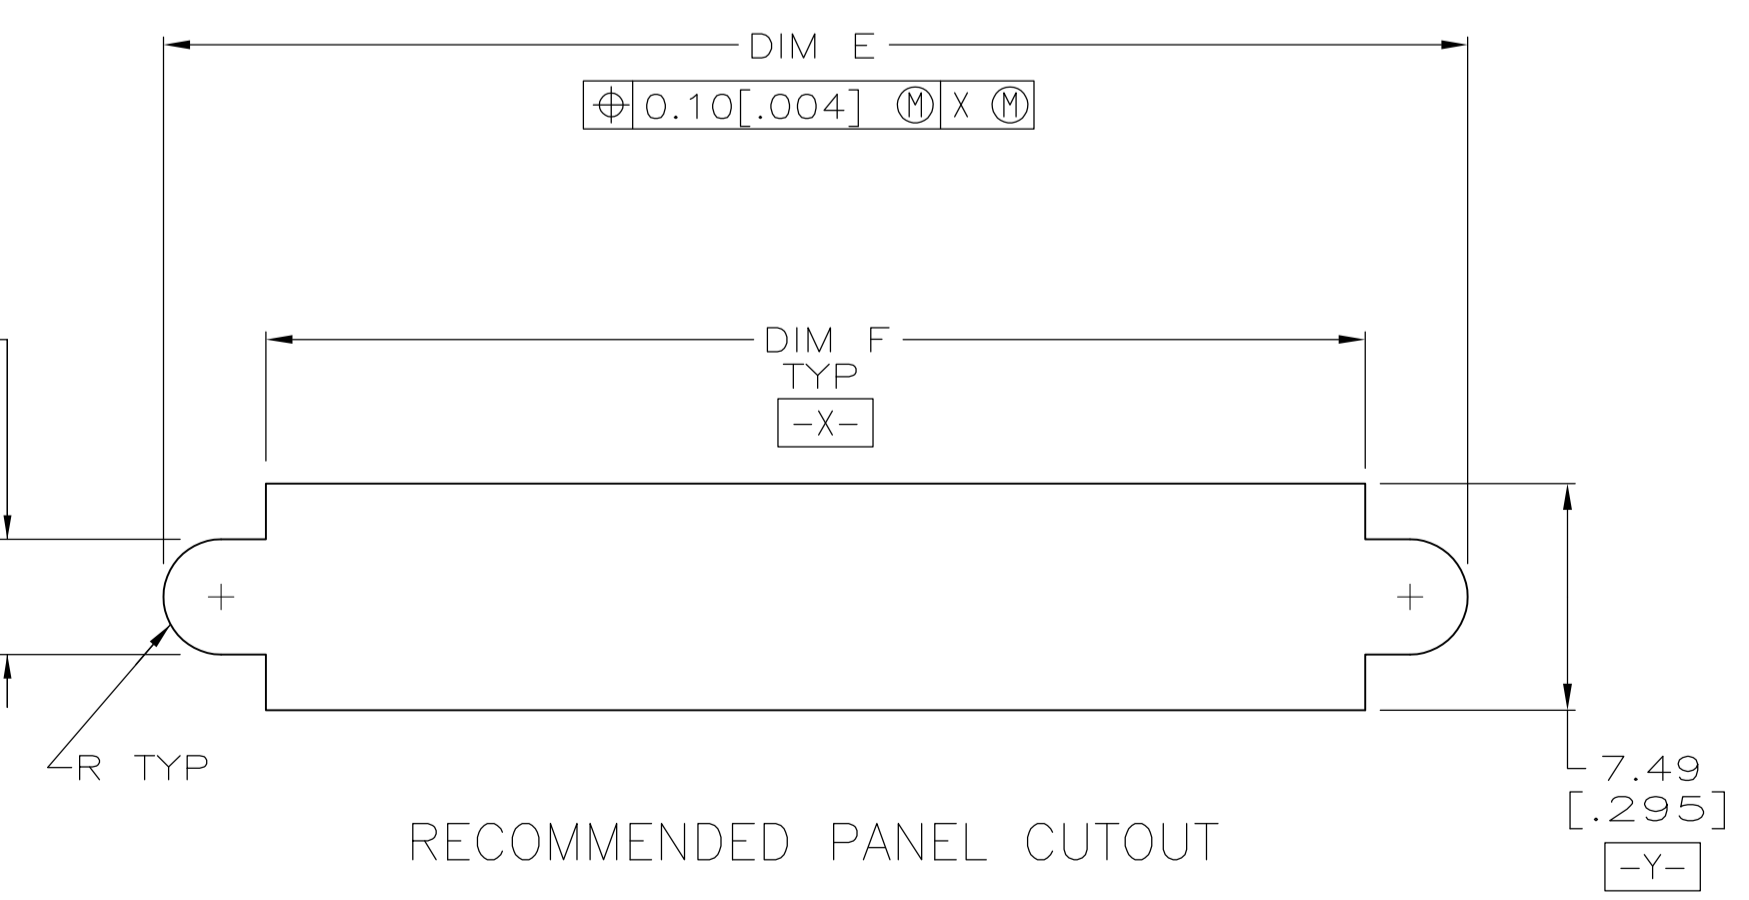 DIM E
⌖ 0.10[.004] Ⓜ X Ⓜ
DIM F
TYP
-X-
R TYP
7.49
[.295]
-Y-
RECOMMENDED PANEL CUTOUT